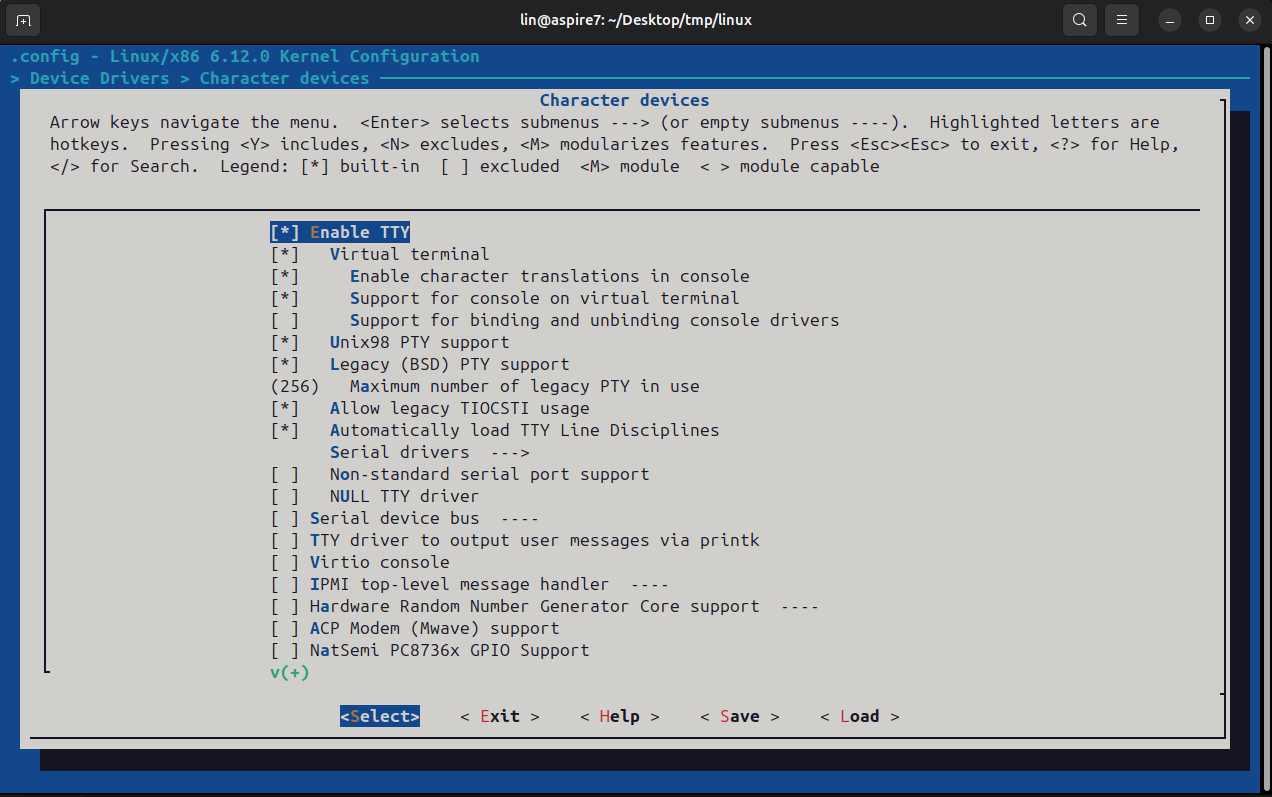 lin@aspire7: ~/Desktop/tmp/linux
.config - Linux/x86 6.12.0 Kernel Configuration
> Device Drivers > Character devices
Character devices
Arrow keys navigate the menu.  <Enter> selects submenus ---> (or empty submenus ----).  Highlighted letters are
hotkeys.  Pressing <Y> includes, <N> excludes, <M> modularizes features.  Press <Esc><Esc> to exit, <?> for Help,
</> for Search.  Legend: [*] built-in  [ ] excluded  <M> module  < > module capable
[*] Enable TTY
[*]   Virtual terminal
[*]     Enable character translations in console
[*]     Support for console on virtual terminal
[ ]     Support for binding and unbinding console drivers
[*]   Unix98 PTY support
[*]   Legacy (BSD) PTY support
(256)   Maximum number of legacy PTY in use
[*]   Allow legacy TIOCSTI usage
[*]   Automatically load TTY Line Disciplines
Serial drivers  --->
[ ]   Non-standard serial port support
[ ]   NULL TTY driver
[ ] Serial device bus  ----
[ ] TTY driver to output user messages via printk
[ ] Virtio console
[ ] IPMI top-level message handler  ----
[ ] Hardware Random Number Generator Core support  ----
[ ] ACP Modem (Mwave) support
[ ] NatSemi PC8736x GPIO Support
v(+)
<Select>    < Exit >    < Help >    < Save >    < Load >